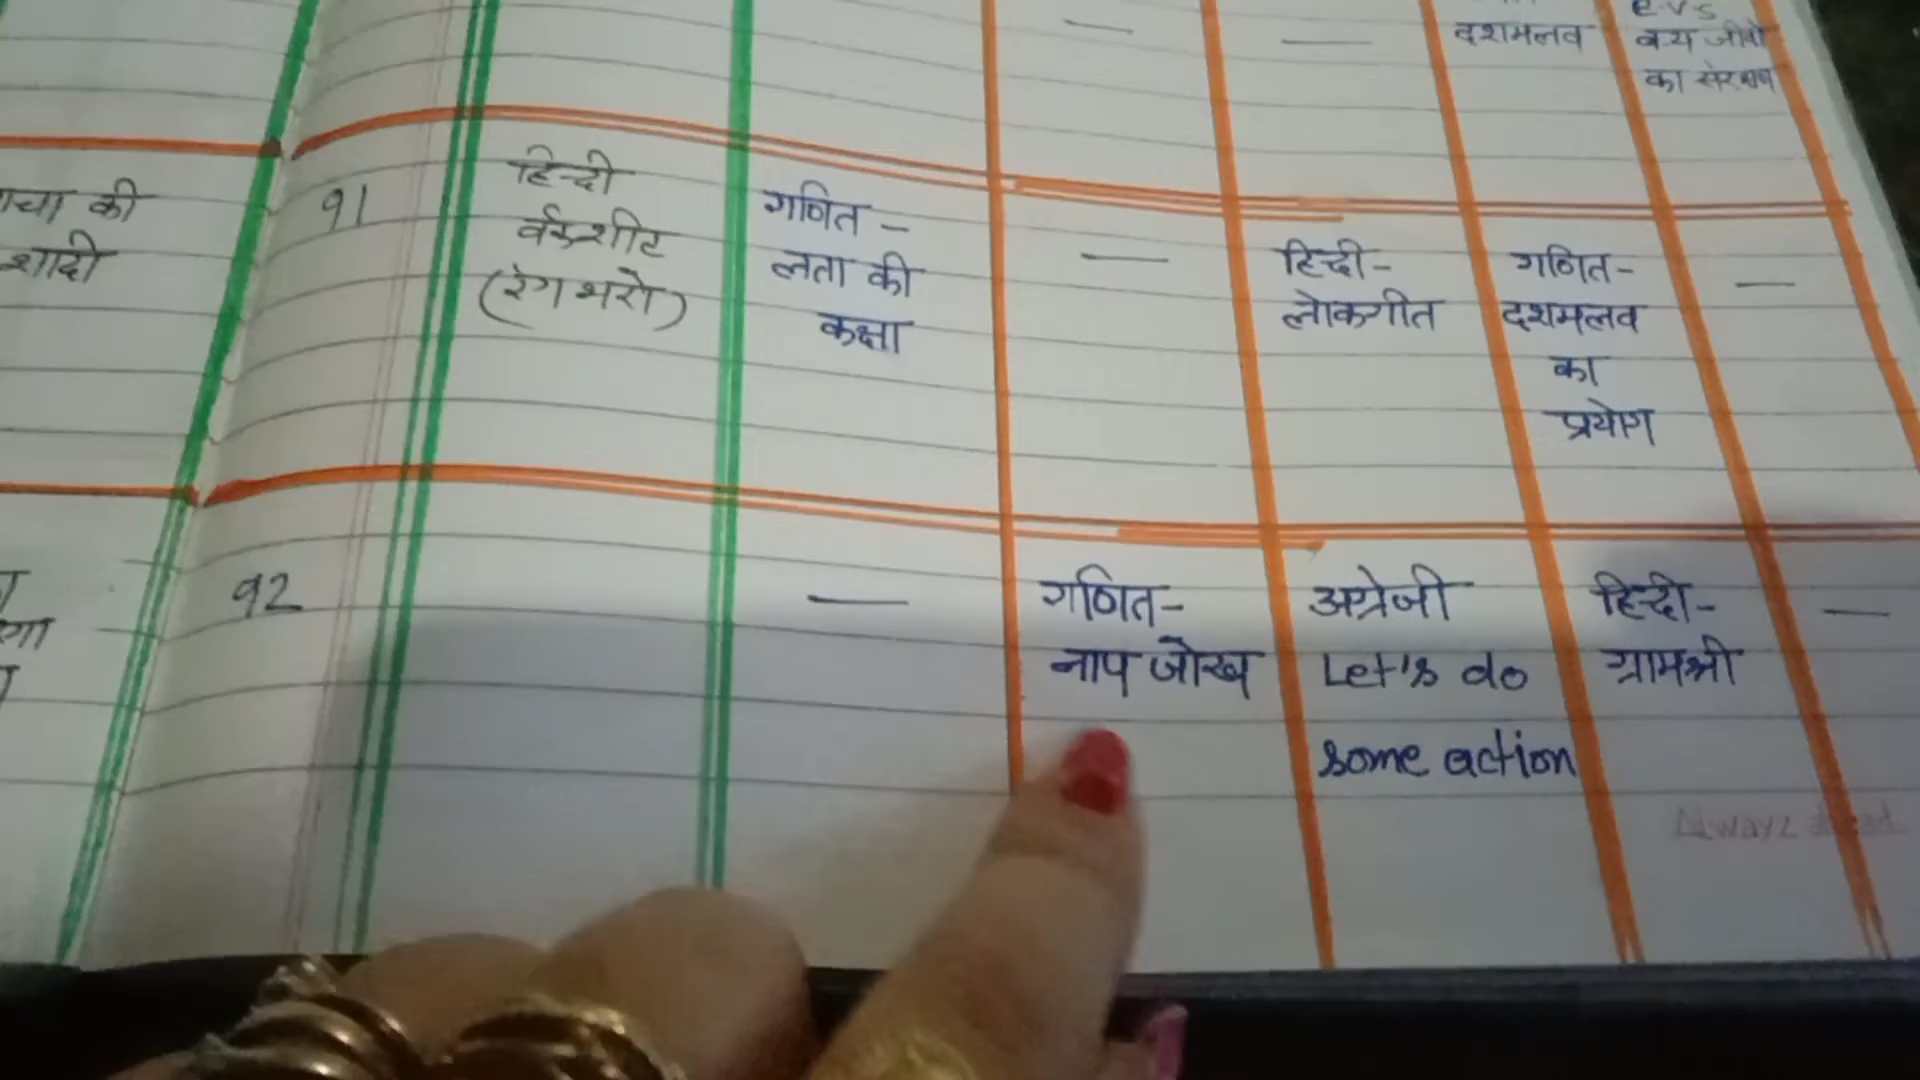 दशमलव
E.V.S
वन्य जीवों
का संरक्षण
चा की
शादी
91
हिन्दी
वर्कशीट
(रंग भरो)
गणित -
लता की
कक्षा
—
हिन्दी-
लोकगीत
गणित-
दशमलव
का
प्रयोग
—
92
—
गणित-
नाप जोख
अंग्रेजी
Let's do
some action
हिन्दी-
ग्रामश्री
—